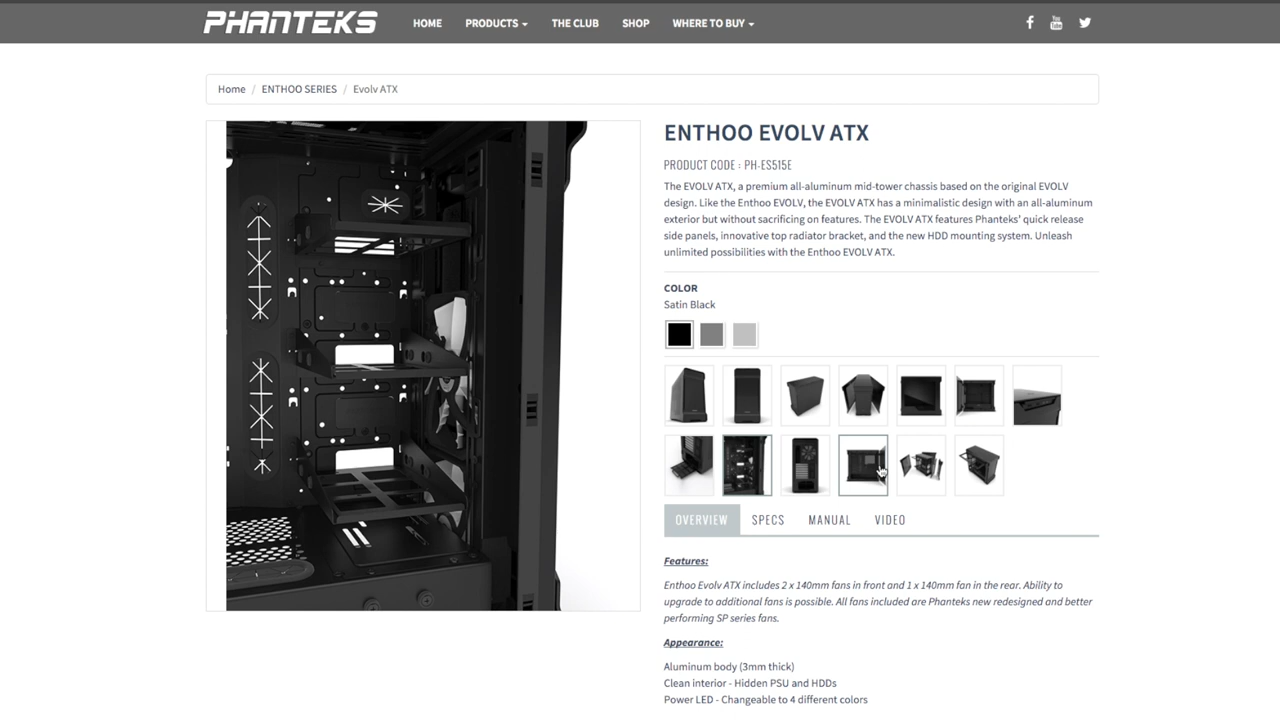 PHANTEKS
HOME PRODUCTS THE CLUB SHOP WHERE TO BUY
You Tube
Home / ENTHOO SERIES / Evolv ATX
ENTHOO EVOLV ATX
PRODUCT CODE : PH-ES515E
The EVOLV ATX, a premium all-aluminum mid-tower chassis based on the original EVOLV
design. Like the Enthoo EVOLV, the EVOLV ATX has a minimalistic design with an all-aluminum
exterior but without sacrificing on features. The EVOLV ATX features Phanteks' quick release
side panels, innovative top radiator bracket, and the new HDD mounting system. Unleash
unlimited possibilities with the Enthoo EVOLV ATX.
COLOR
Satin Black
OVERVIEW SPECS MANUAL VIDEO
Features:
Enthoo Evolv ATX includes 2 x 140mm fans in front and 1 x 140mm fan in the rear. Ability to
upgrade to additional fans is possible. All fans included are Phanteks new redesigned and better
performing SP series fans.
Appearance:
Aluminum body (3mm thick)
Clean interior - Hidden PSU and HDDs
Power LED - Changeable to 4 different colors